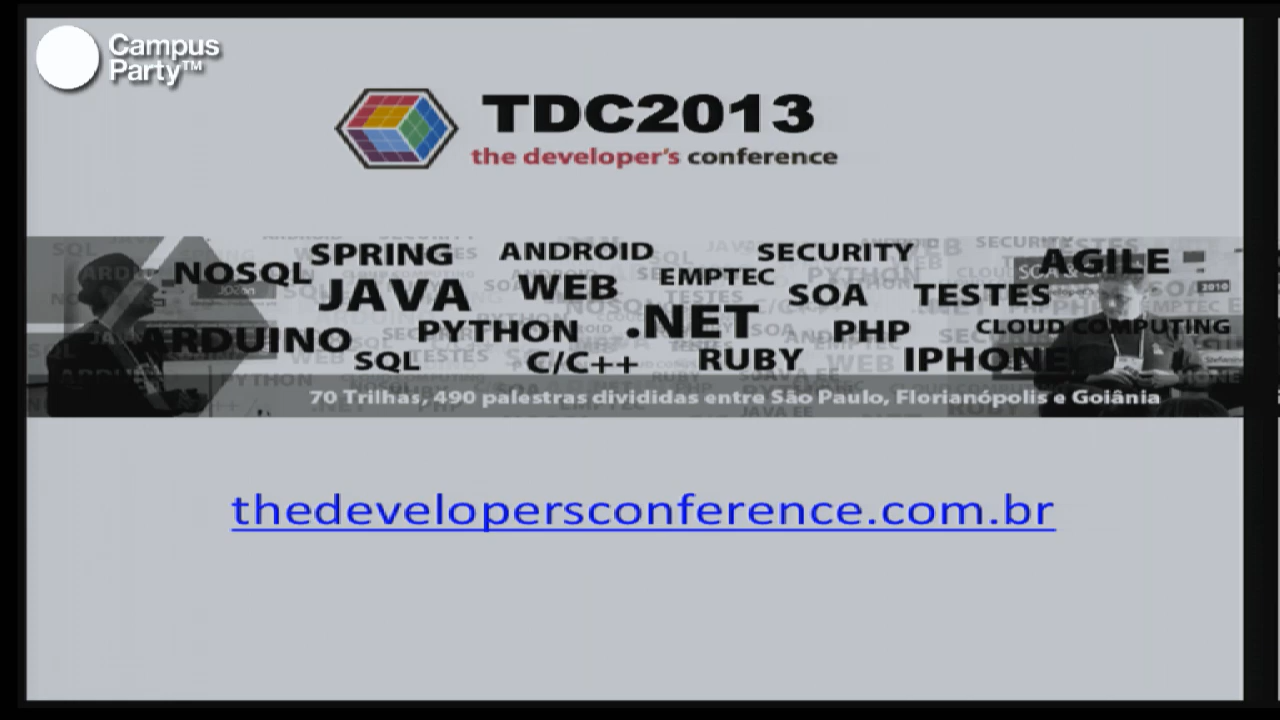 Campus
Party™
TDC2013
the developer's conference
SPRING ANDROID SECURITY AGILE
NOSQL JAVA WEB EMPTEC SOA TESTES
ARDUINO PYTHON .NET PHP CLOUD COMPUTING
SQL C/C++ RUBY IPHONE
70 Trilhas, 490 palestras divididas entre São Paulo, Florianópolis e Goiânia
thedevelopersconference.com.br